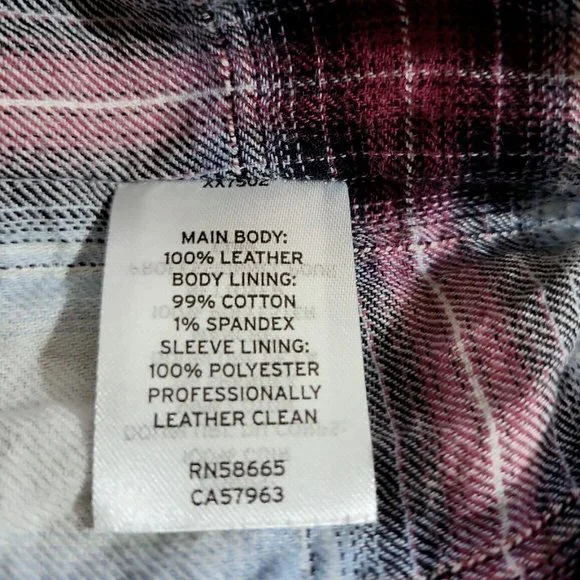 XX7502
MAIN BODY:
100% LEATHER
BODY LINING:
99% COTTON
1% SPANDEX
SLEEVE LINING:
100% POLYESTER
PROFESSIONALLY
LEATHER CLEAN
RN58665
CA57963